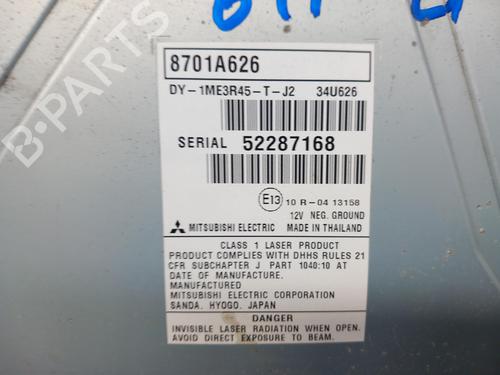 8701A626
DY-1ME3R45-T-J2 34U626
SERIAL 52287168
E13 10 R-04 13158
12V NEG. GROUND
MITSUBISHI ELECTRIC MADE IN THAILAND
CLASS 1 LASER PRODUCT
PRODUCT COMPLIES WITH DHHS RULES 21
CFR SUBCHAPTER J PART 1040:10 AT
DATE OF MANUFACTURE.
MANUFACTURED
MITSUBISHI ELECTRIC CORPORATION
SANDA, HYOGO, JAPAN
DANGER
INVISIBLE LASER RADIATION WHEN OPEN.
AVOID DIRECT EXPOSURE TO BEAM.